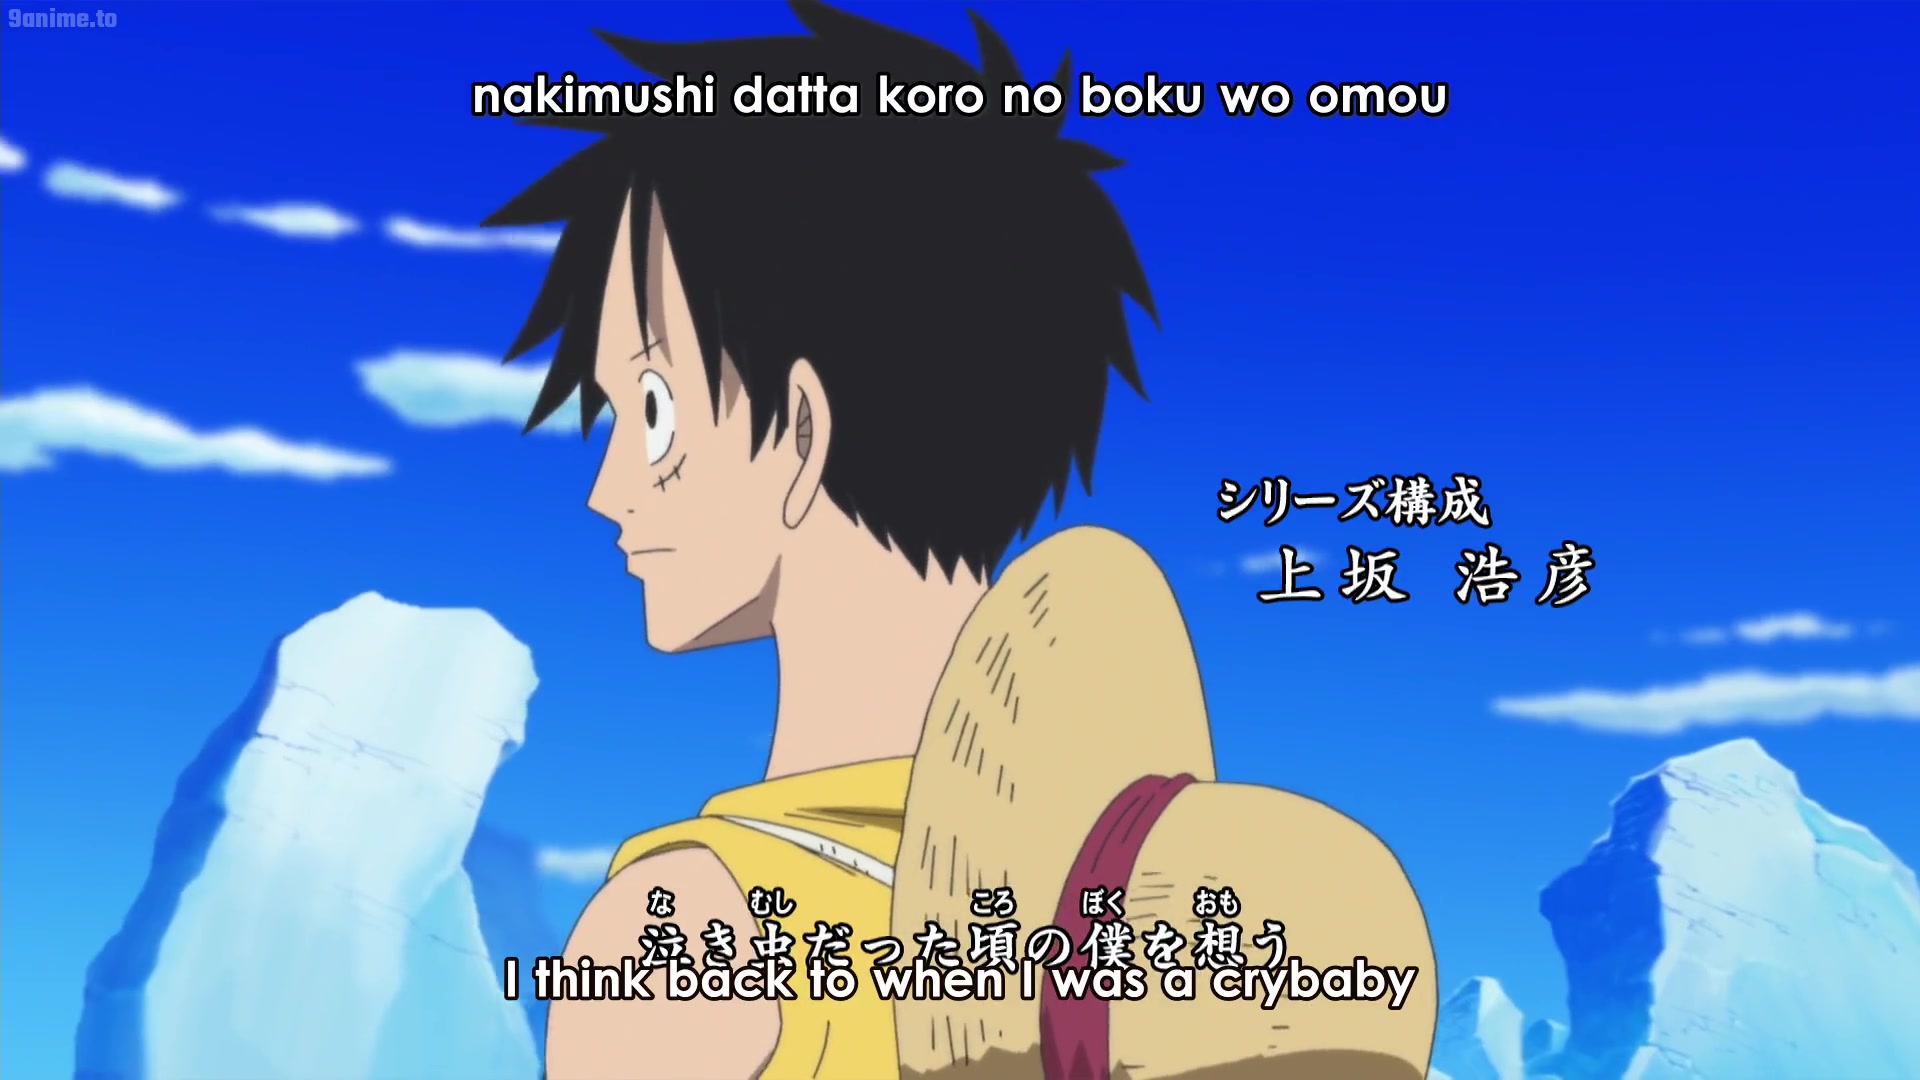 9anime.to
nakimushi datta koro no boku wo omou
シリーズ構成
上坂 浩彦
な むし ころ ぼく おも
泣き虫だった頃の僕を想う
I think back to when I was a crybaby